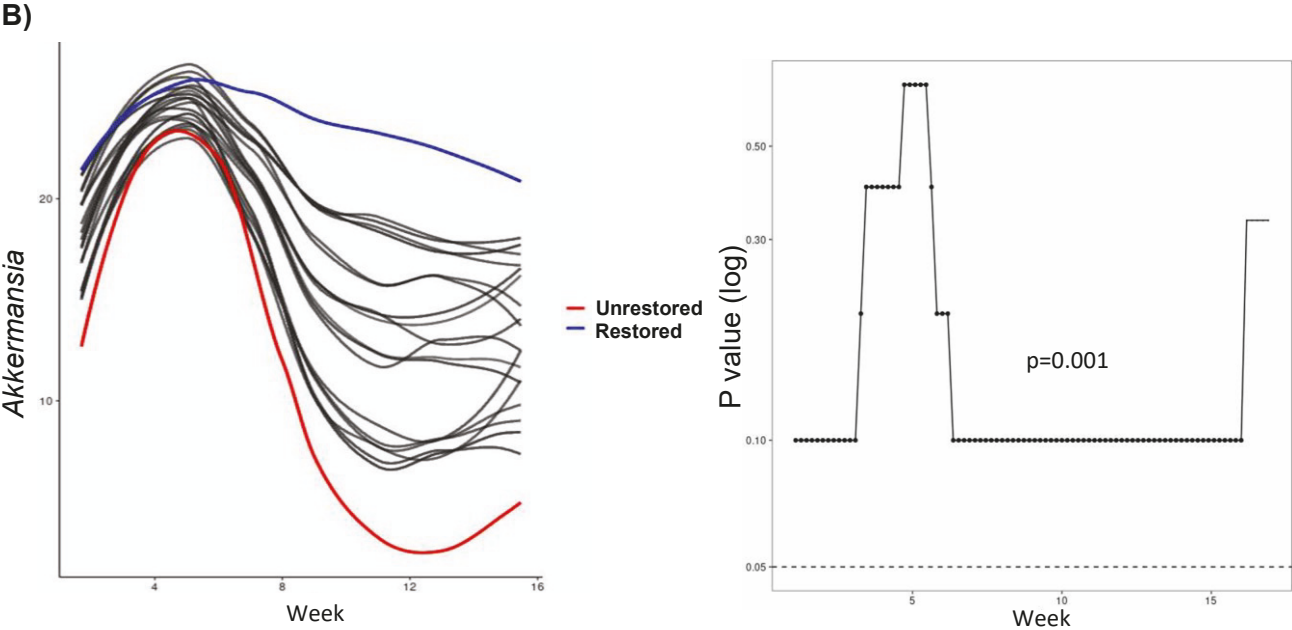 B)
Akkermansia
20
10
4
8
12
16
Week
Unrestored
Restored
P value (log)
0.50
0.30
0.10
0.05
p=0.001
5
10
15
Week